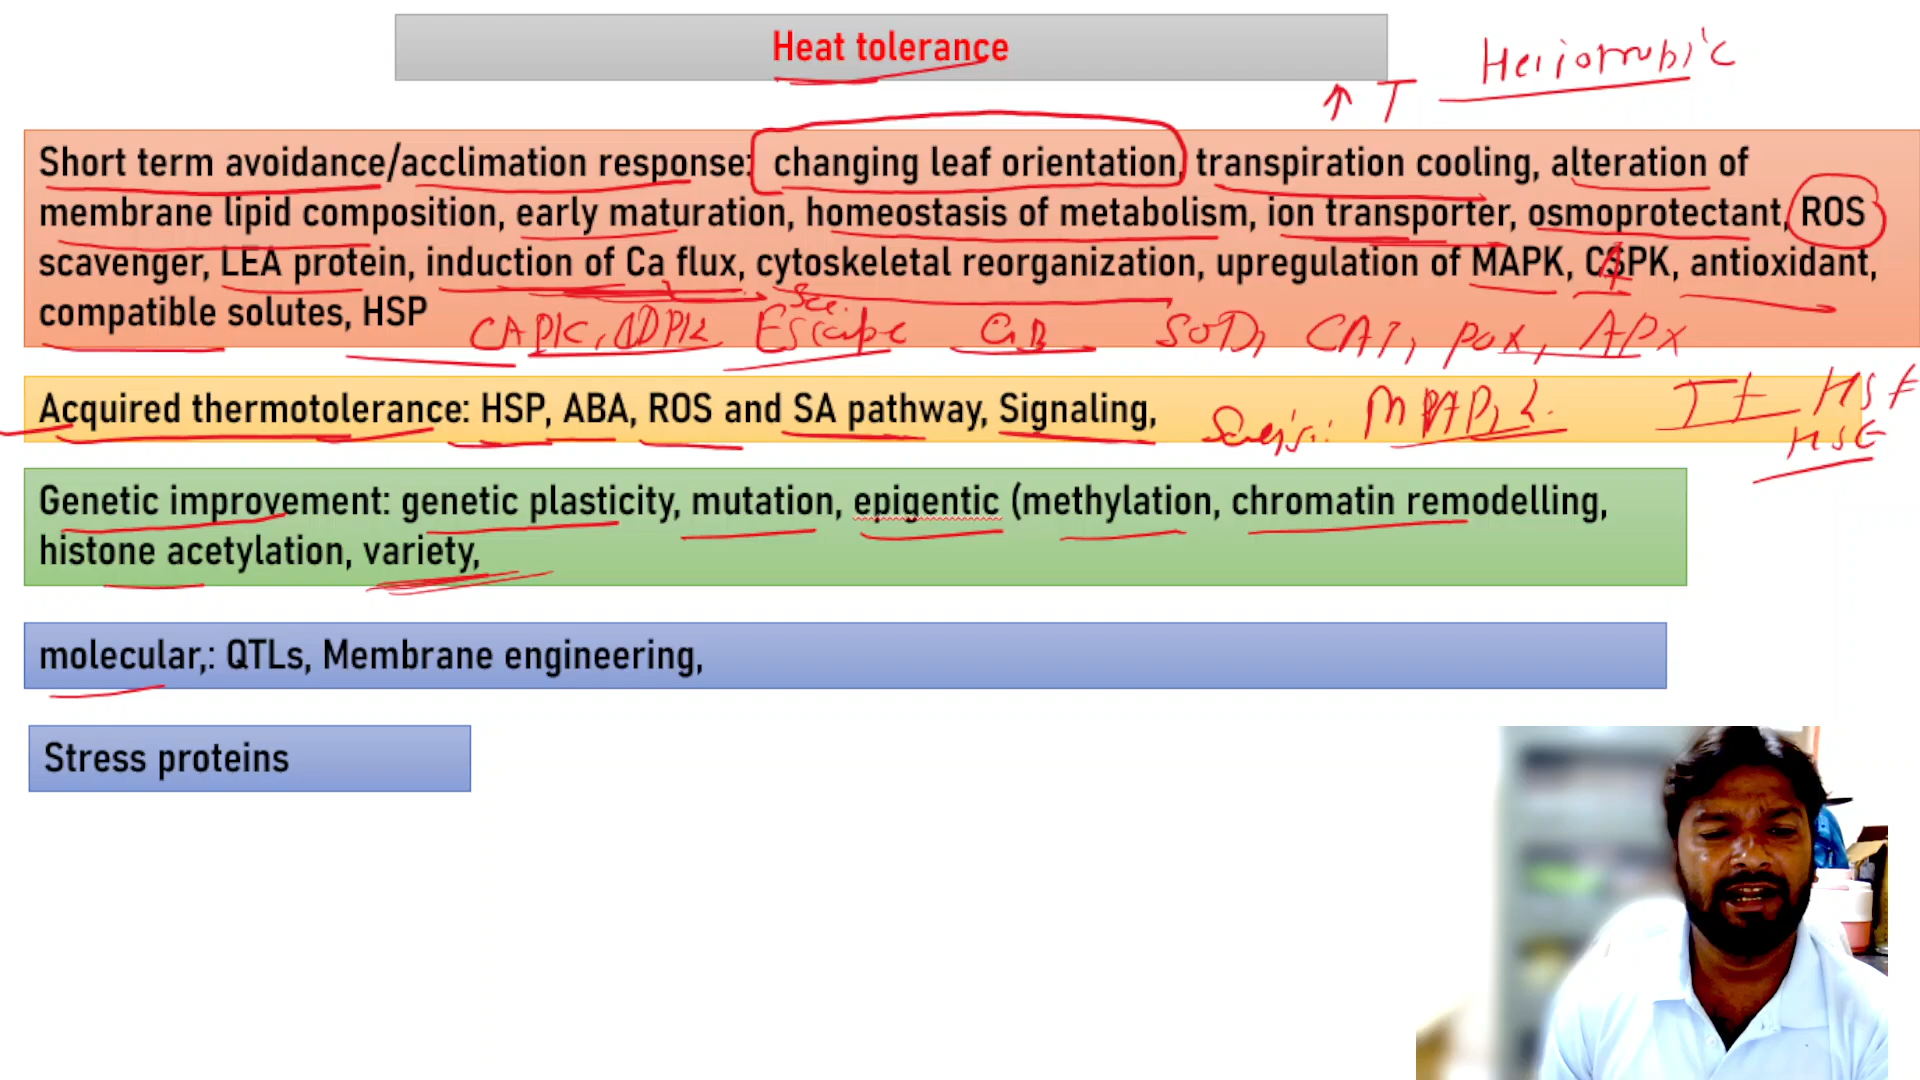 Heat tolerance
Heliotrobic
↑ T
Short term avoidance/acclimation response: changing leaf orientation, transpiration cooling, alteration of
membrane lipid composition, early maturation, homeostasis of metabolism, ion transporter, osmoprotectant, ROS
scavenger, LEA protein, induction of Ca flux, cytoskeletal reorganization, upregulation of MAPK, CSPK, antioxidant,
compatible solutes, HSP
CAPK, CDPK Escape GB SOD, CAT, POX, APX
Acquired thermotolerance: HSP, ABA, ROS and SA pathway, Signaling,
HSF
HSE
Genetic improvement: genetic plasticity, mutation, epigentic (methylation, chromatin remodelling,
histone acetylation, variety,
molecular,: QTLs, Membrane engineering,
Stress proteins